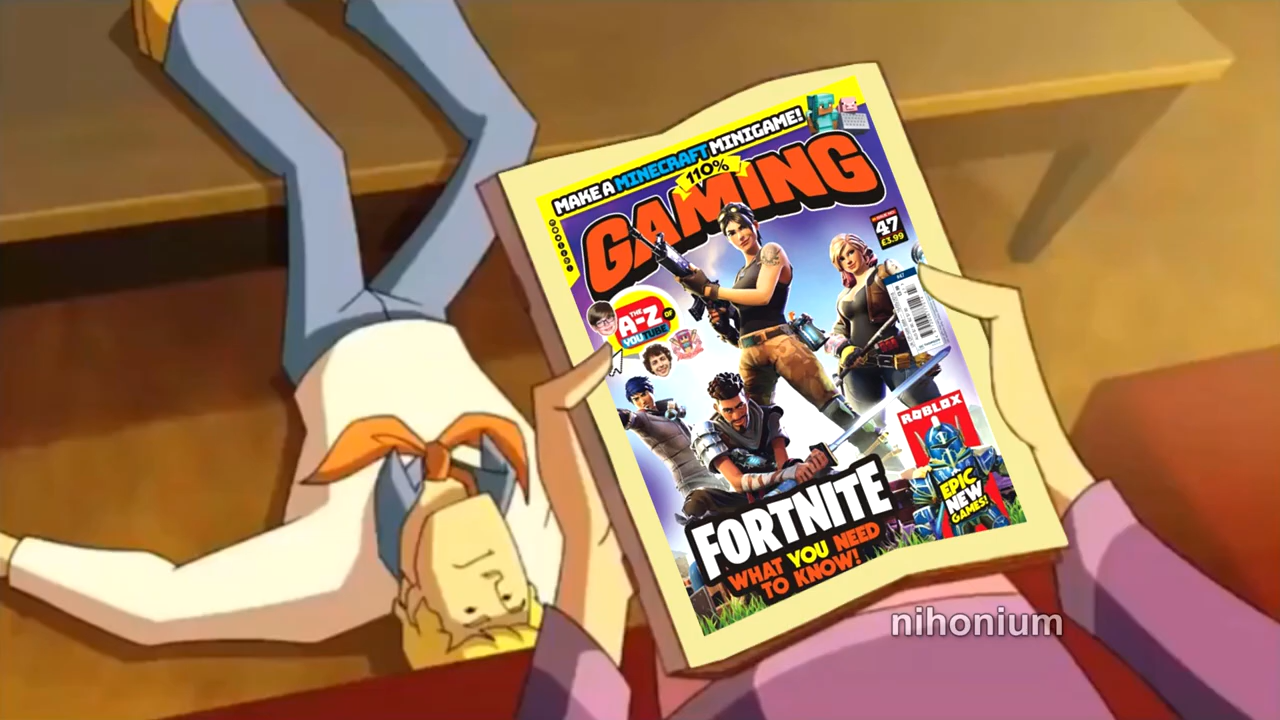 MAKE A MINECRAFT MINIGAME!
110%
GAMING
47
£3.99
THE
A-Z OF
YOUTUBE
ROBLOX
EPIC
NEW
GAMES!
FORTNITE
WHAT YOU NEED
TO KNOW!
nihonium